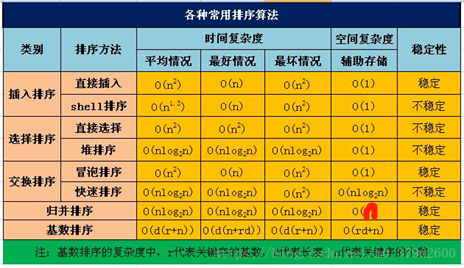 各种常用排序算法
类别 排序方法 时间复杂度 空间复杂度 稳定性
平均情况 最好情况 最坏情况 辅助存储
插入排序 直接插入 O(n²) O(n) O(n²) O(1) 稳定
shell排序 O(n^1.3) O(n) O(n²) O(1) 不稳定
选择排序 直接选择 O(n²) O(n²) O(n²) O(1) 不稳定
堆排序 O(nlog₂n) O(nlog₂n) O(nlog₂n) O(1) 不稳定
交换排序 冒泡排序 O(n²) O(n) O(n²) O(1) 稳定
快速排序 O(nlog₂n) O(nlog₂n) O(n²) O(nlog₂n) 不稳定
归并排序 O(nlog₂n) O(nlog₂n) O(nlog₂n) 稳定
基数排序 O(d(r+n)) O(d(n+rd)) O(d(r+n)) O(rd+n) 稳定
注：基数排序的复杂度中，r代表关键字的基数，d代表长度，n代表关键字的个数